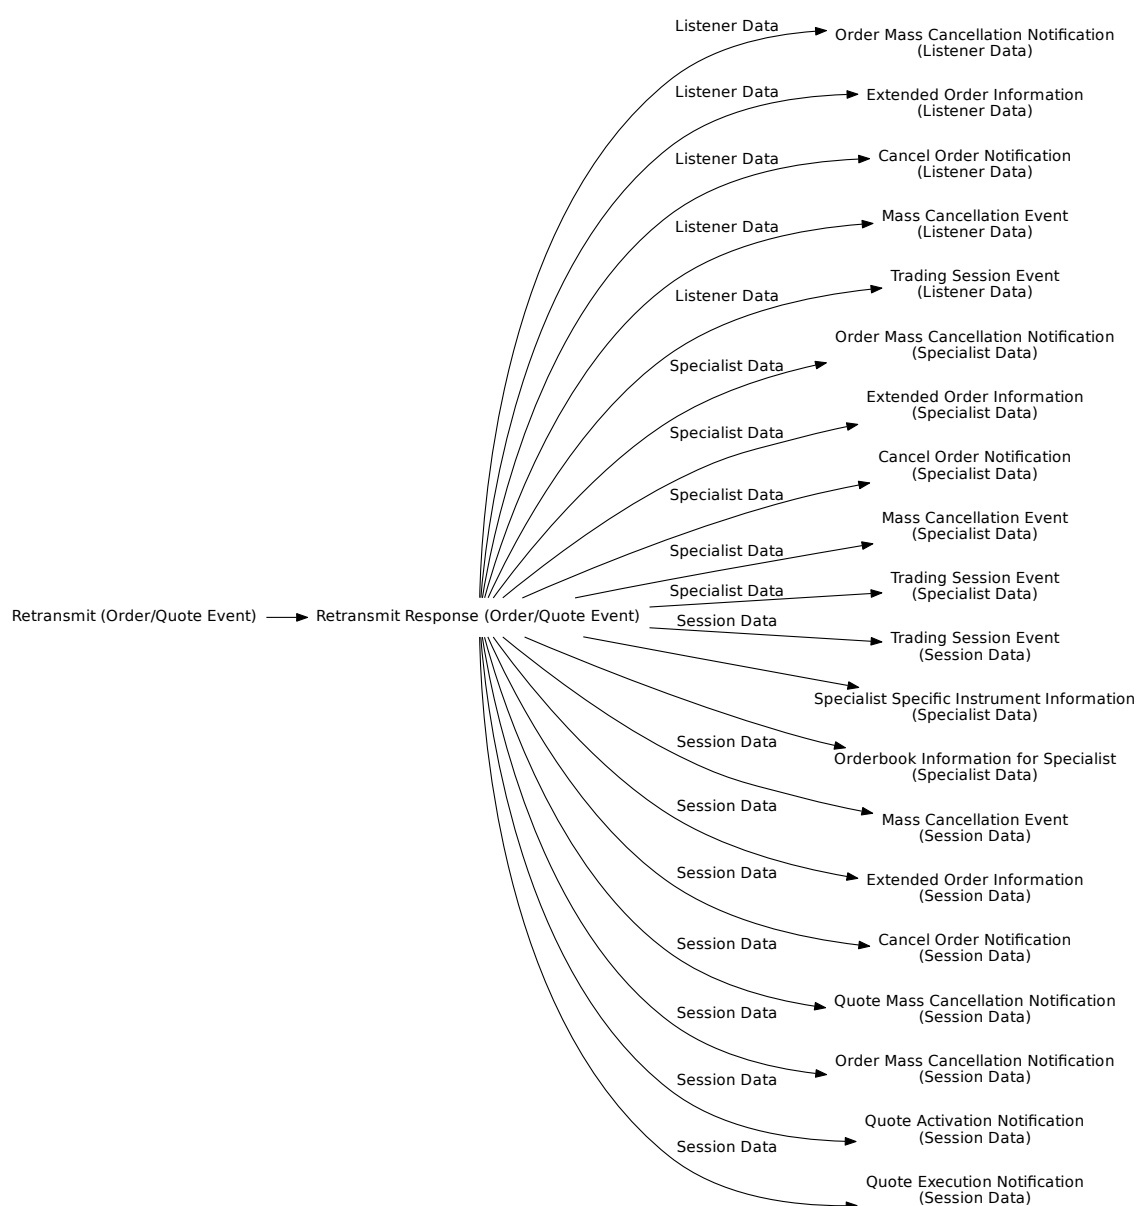 Listener Data
Order Mass Cancellation Notification
(Listener Data)
Listener Data
Extended Order Information
(Listener Data)
Listener Data
Cancel Order Notification
(Listener Data)
Listener Data
Mass Cancellation Event
(Listener Data)
Listener Data
Trading Session Event
(Listener Data)
Specialist Data
Order Mass Cancellation Notification
(Specialist Data)
Specialist Data
Extended Order Information
(Specialist Data)
Specialist Data
Cancel Order Notification
(Specialist Data)
Specialist Data
Mass Cancellation Event
(Specialist Data)
Specialist Data
Trading Session Event
(Specialist Data)
Retransmit (Order/Quote Event)
Retransmit Response (Order/Quote Event)
Session Data
Trading Session Event
(Session Data)
Specialist Specific Instrument Information
(Specialist Data)
Orderbook Information for Specialist
(Specialist Data)
Session Data
Mass Cancellation Event
(Session Data)
Session Data
Extended Order Information
(Session Data)
Session Data
Cancel Order Notification
(Session Data)
Session Data
Quote Mass Cancellation Notification
(Session Data)
Session Data
Order Mass Cancellation Notification
(Session Data)
Session Data
Quote Activation Notification
(Session Data)
Session Data
Quote Execution Notification
(Session Data)